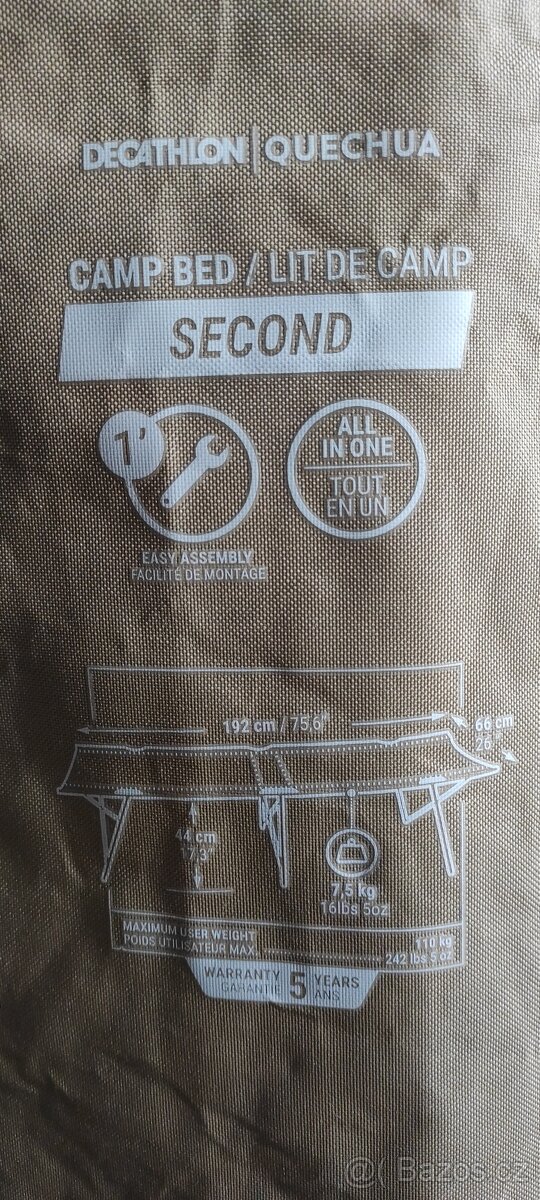 DECATHLON | QUECHUA
CAMP BED / LIT DE CAMP
SECOND
1'
EASY ASSEMBLY
FACILITÉ DE MONTAGE
ALL
IN ONE
TOUT
EN UN
192 cm / 75,6"
66 cm
26"
44 cm
17,3"
7,5 kg
16lbs 5oz
MAXIMUM USER WEIGHT
POIDS UTILISATEUR MAX.
110 kg
242 lbs 5 oz
WARRANTY
GARANTIE
5
YEARS
ANS
@( Bazos.cz